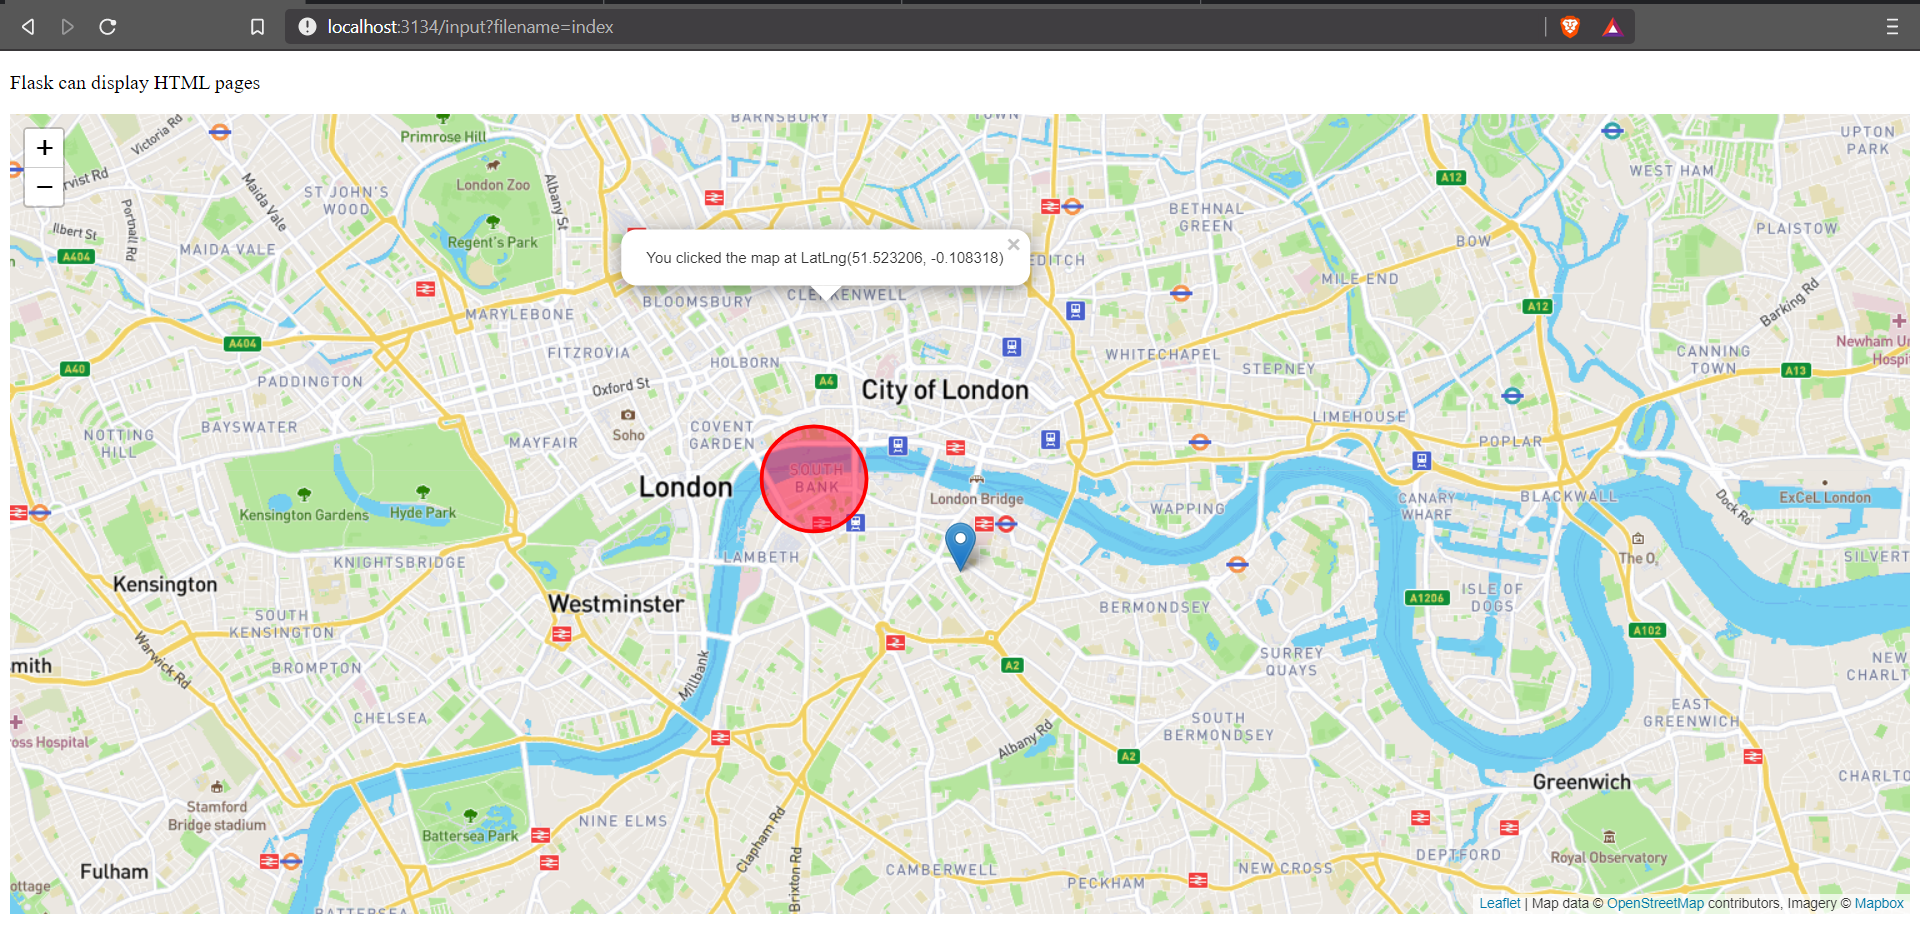 localhost:3134/input?filename=index
Flask can display HTML pages
+
−
Victoria Rd
Primrose Hill
BARNSBURY
TOWN
UPTON
PARK
rvist Rd
Maida Vale
ST JOHN'S
WOOD
London Zoo
Albany St
A12
WEST HAM
Portnall Rd
Ilbert St
MAIDA VALE
Regent's Park
BETHNAL
GREEN
BOW
PLAISTOW
A404
You clicked the map at LatLng(51.523206, -0.108318)
×
EDITCH
MILE END
Barking Rd
BLOOMSBURY
CLERKENWELL
A12
MARYLEBONE
Newham Un
Hospi
A404
FITZROVIA
HOLBORN
WHITECHAPEL
CANNING
TOWN
A40
PADDINGTON
Oxford St
A4
City of London
STEPNEY
A13
NOTTING
HILL
BAYSWATER
MAYFAIR
Soho
COVENT
GARDEN
LIMEHOUSE
POPLAR
SOUTH
BANK
London
London Bridge
WAPPING
CANARY
WHARF
BLACKWALL
Dock Rd
ExCeL London
Kensington Gardens
Hyde Park
KNIGHTSBRIDGE
LAMBETH
The O₂
SILVERT
Kensington
Westminster
BERMONDSEY
A1206
ISLE OF
DOGS
SOUTH
KENSINGTON
A102
Warwick Rd
BROMPTON
Millbank
A2
SURREY
QUAYS
mith
NEW
CHARLT
CHELSEA
Albany Rd
SOUTH
BERMONDSEY
EAST
GREENWICH
ross Hospital
A2
Greenwich
CHARLTO
Stamford
Bridge stadium
Battersea Park
NINE ELMS
Clapham Rd
Brixton Rd
DEPTFORD
Royal Observatory
Fulham
CAMBERWELL
PECKHAM
NEW CROSS
ottage
BATTERSEA
Leaflet | Map data © OpenStreetMap contributors, Imagery © Mapbox